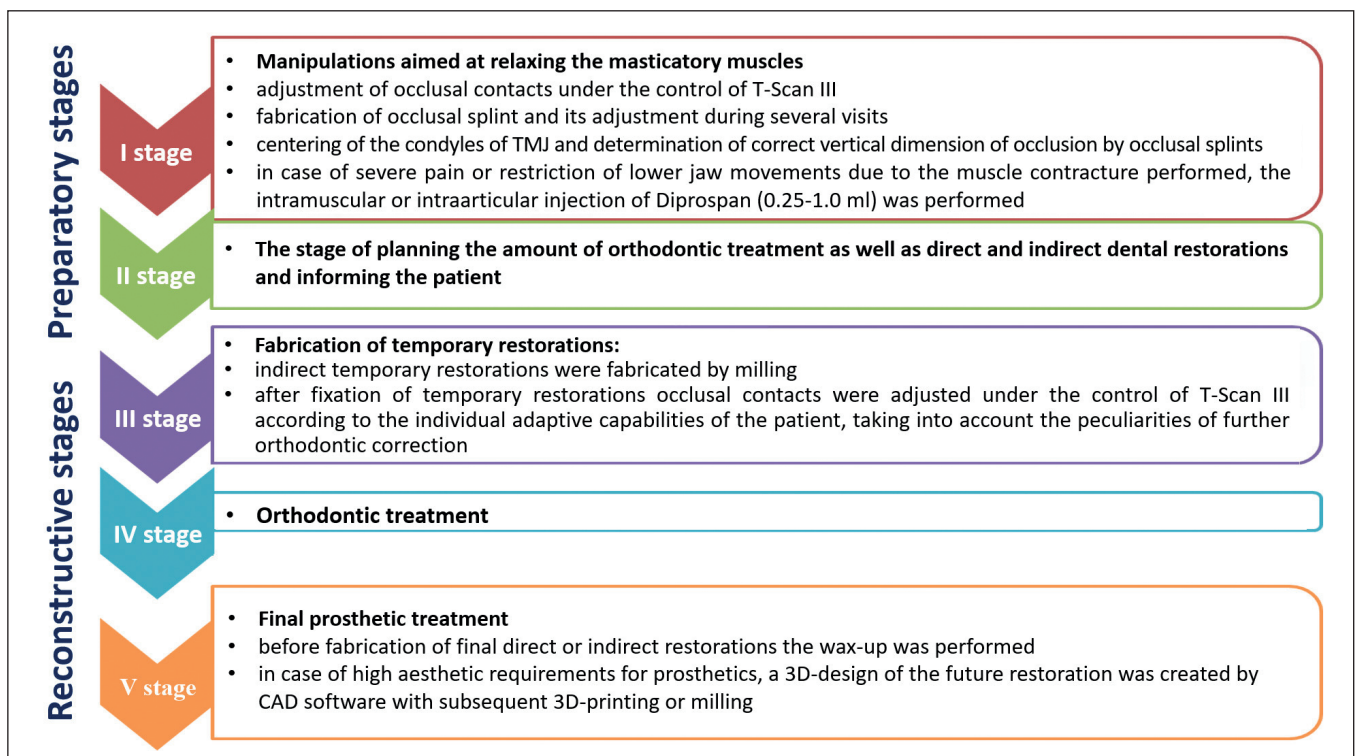 Preparatory stages
I stage
• Manipulations aimed at relaxing the masticatory muscles
• adjustment of occlusal contacts under the control of T-Scan III
• fabrication of occlusal splint and its adjustment during several visits
• centering of the condyles of TMJ and determination of correct vertical dimension of occlusion by occlusal splints
• in case of severe pain or restriction of lower jaw movements due to the muscle contracture performed, the
intramuscular or intraarticular injection of Diprospan (0.25-1.0 ml) was performed
II stage
• The stage of planning the amount of orthodontic treatment as well as direct and indirect dental restorations
and informing the patient
Reconstructive stages
III stage
• Fabrication of temporary restorations:
• indirect temporary restorations were fabricated by milling
• after fixation of temporary restorations occlusal contacts were adjusted under the control of T-Scan III
according to the individual adaptive capabilities of the patient, taking into account the peculiarities of further
orthodontic correction
IV stage
• Orthodontic treatment
V stage
• Final prosthetic treatment
• before fabrication of final direct or indirect restorations the wax-up was performed
• in case of high aesthetic requirements for prosthetics, a 3D-design of the future restoration was created by
CAD software with subsequent 3D-printing or milling